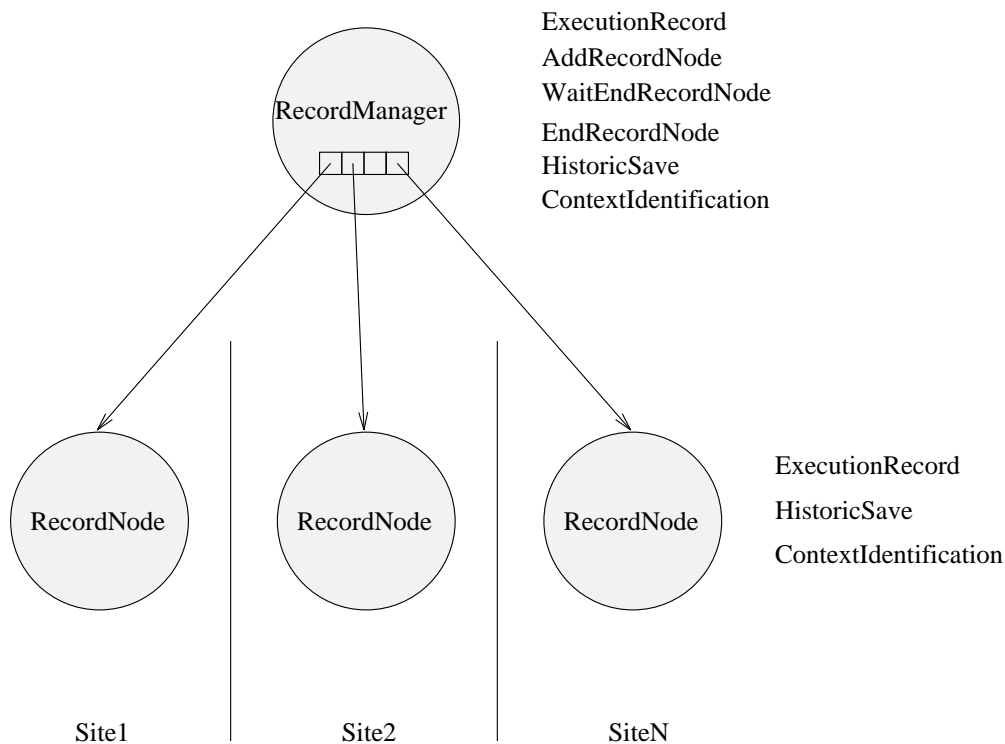 ExecutionRecord
AddRecordNode
WaitEndRecordNode
EndRecordNode
HistoricSave
ContextIdentification
RecordManager
RecordNode
RecordNode
RecordNode
ExecutionRecord
HistoricSave
ContextIdentification
Site1
Site2
SiteN